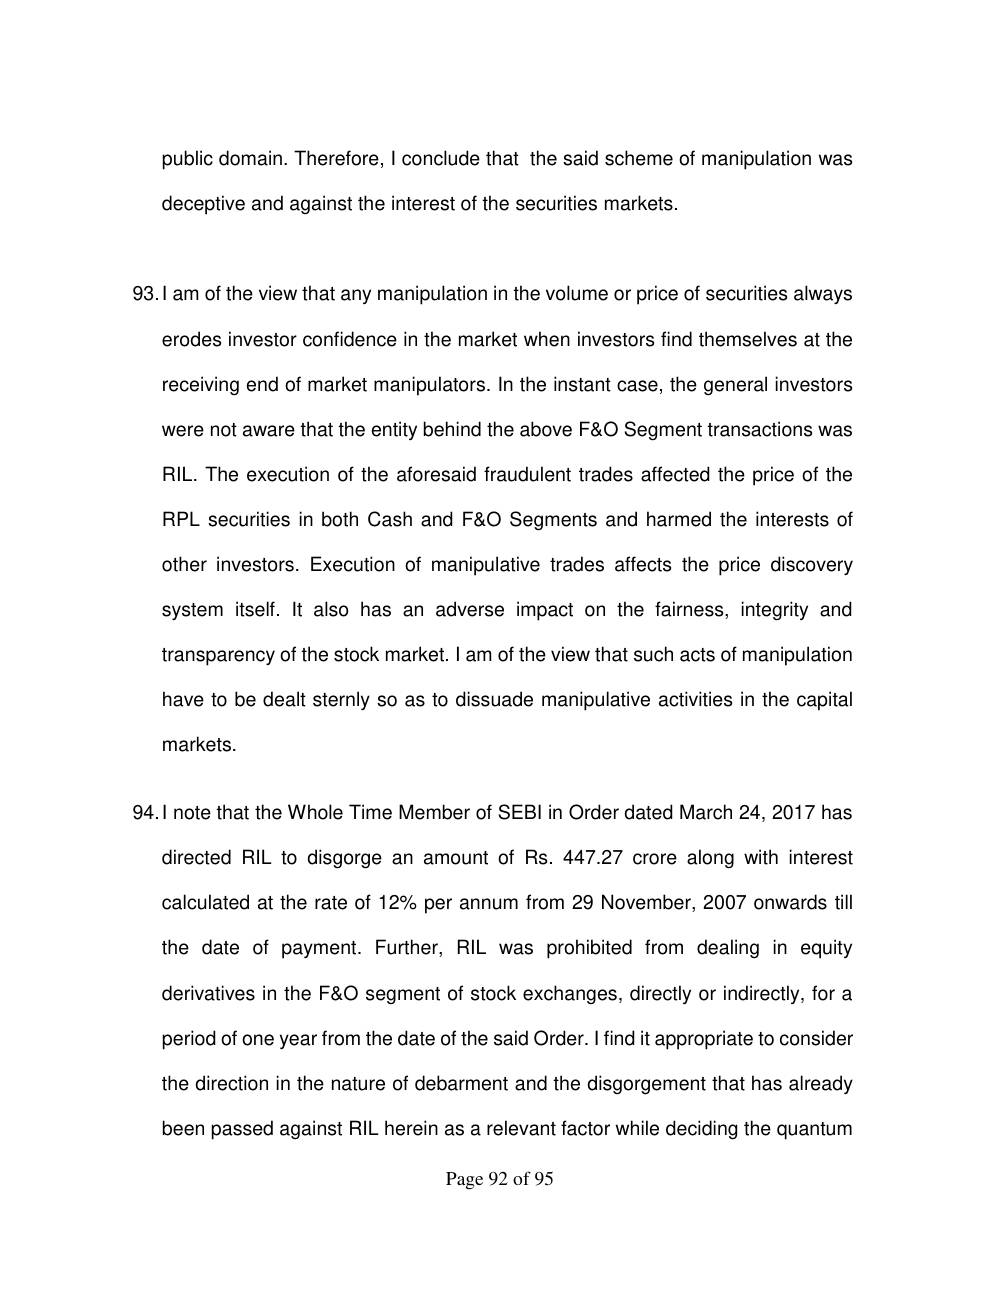 public domain. Therefore, I conclude that  the said scheme of manipulation was
deceptive and against the interest of the securities markets.
93. I am of the view that any manipulation in the volume or price of securities always
erodes investor confidence in the market when investors find themselves at the
receiving end of market manipulators. In the instant case, the general investors
were not aware that the entity behind the above F&O Segment transactions was
RIL. The execution of the aforesaid fraudulent trades affected the price of the
RPL securities in both Cash and F&O Segments and harmed the interests of
other investors. Execution of manipulative trades affects the price discovery
system itself. It also has an adverse impact on the fairness, integrity and
transparency of the stock market. I am of the view that such acts of manipulation
have to be dealt sternly so as to dissuade manipulative activities in the capital
markets.
94. I note that the Whole Time Member of SEBI in Order dated March 24, 2017 has
directed RIL to disgorge an amount of Rs. 447.27 crore along with interest
calculated at the rate of 12% per annum from 29 November, 2007 onwards till
the date of payment. Further, RIL was prohibited from dealing in equity
derivatives in the F&O segment of stock exchanges, directly or indirectly, for a
period of one year from the date of the said Order. I find it appropriate to consider
the direction in the nature of debarment and the disgorgement that has already
been passed against RIL herein as a relevant factor while deciding the quantum
Page 92 of 95